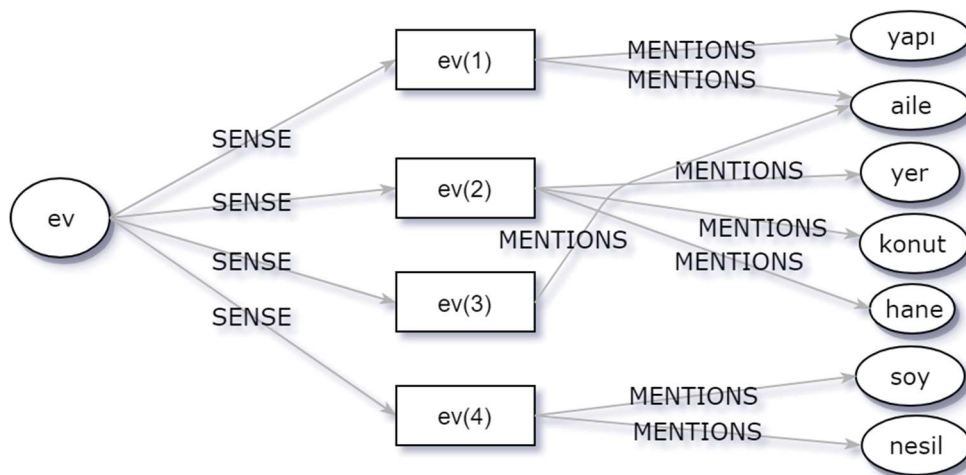 yapı
ev(1)
MENTIONS
MENTIONS
aile
SENSE
MENTIONS
yer
ev(2)
SENSE
ev
MENTIONS
MENTIONS
konut
SENSE
MENTIONS
ev(3)
hane
SENSE
soy
MENTIONS
ev(4)
MENTIONS
nesil